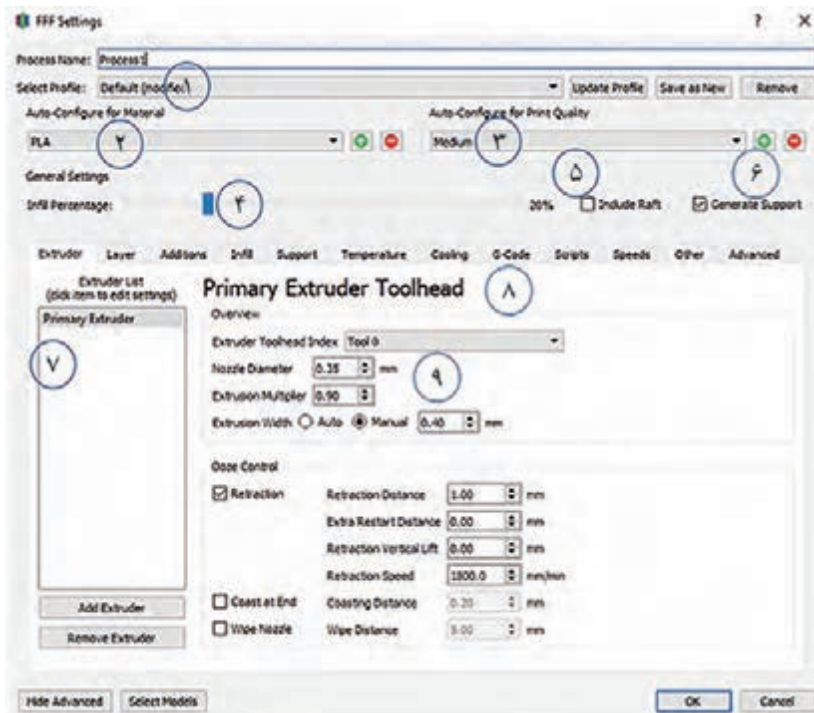 FFF Settings ? X
Process Name: Process1
Select Profile: Default (modified) ۱ Update Profile Save as New Remove
Auto-Configure for Material Auto-Configure for Print Quality
PLA ۲ Medium ۳
General Settings ۵ ۶
Infill Percentage: ۴ 20% Include Raft Generate Support
Extruder Layer Additions Infill Support Temperature Cooling G-Code Scripts Speeds Other Advanced
Extruder List
(click item to edit settings)
Primary Extruder
۷
Add Extruder
Remove Extruder
Primary Extruder Toolhead ۸
Overview
Extruder Toolhead Index Tool 0
Nozzle Diameter 0.35 mm ۹
Extrusion Multiplier 0.90
Extrusion Width Auto Manual 0.40 mm
Ooze Control
Retraction Retraction Distance 1.00 mm
Extra Restart Distance 0.00 mm
Retraction Vertical Lift 0.00 mm
Retraction Speed 1800.0 mm/min
Coast at End Coasting Distance 0.20 mm
Wipe Nozzle Wipe Distance 5.00 mm
Hide Advanced Select Models OK Cancel